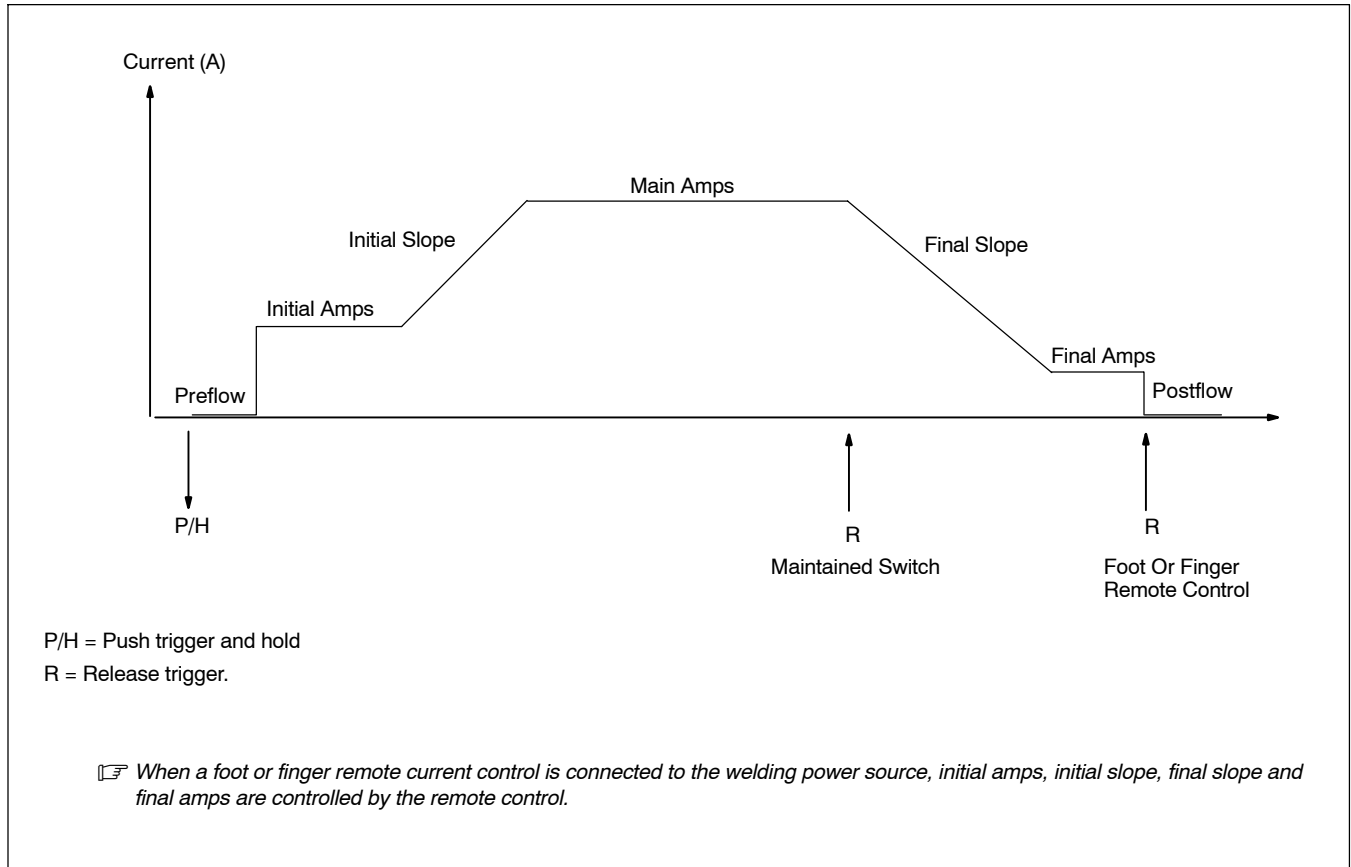 Current (A)
Main Amps
Initial Slope
Final Slope
Initial Amps
Final Amps
Preflow
Postflow
P/H
R
Maintained Switch
R
Foot Or Finger
Remote Control
P/H = Push trigger and hold
R = Release trigger.
When a foot or finger remote current control is connected to the welding power source, initial amps, initial slope, final slope and
final amps are controlled by the remote control.